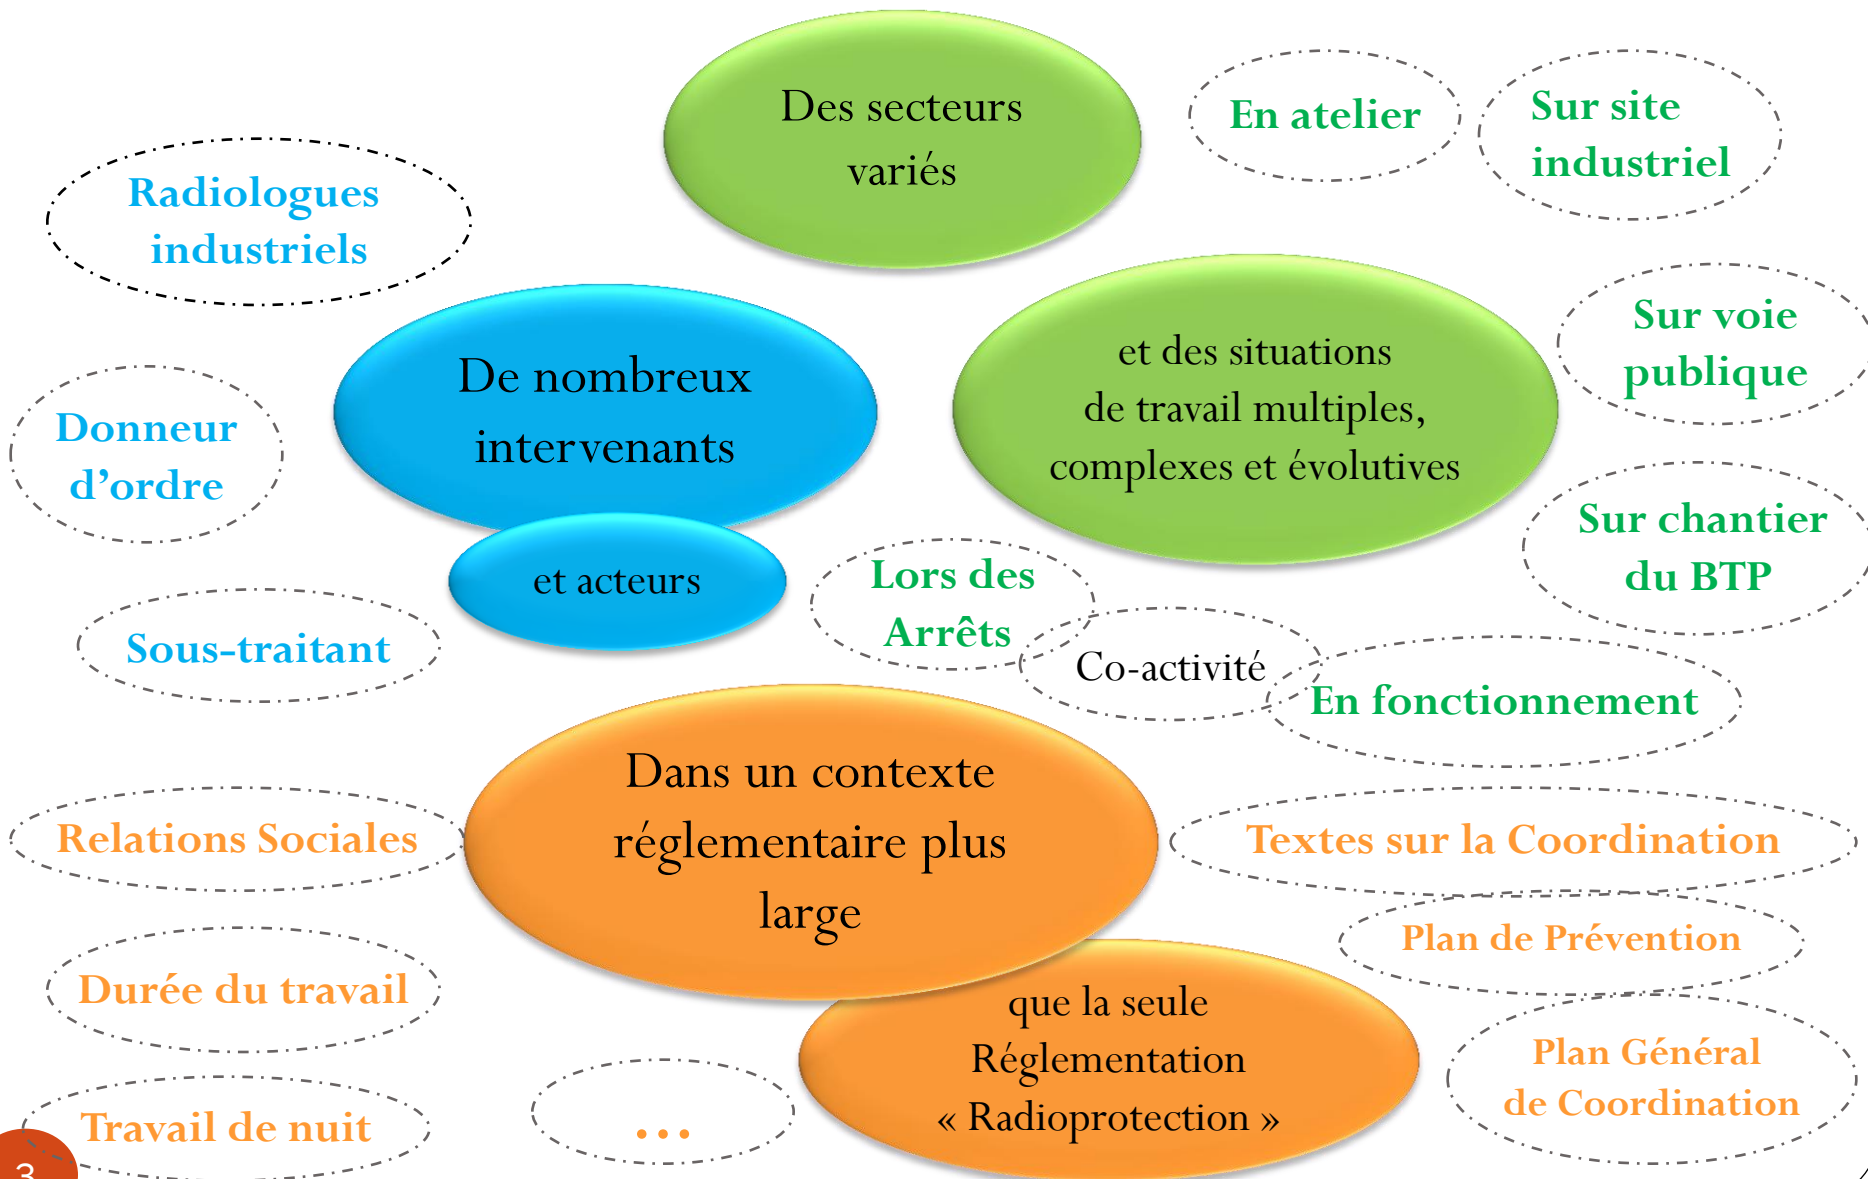 Des secteurs
variés
En atelier
Sur site
industriel
Radiologues
industriels
De nombreux
intervenants
et des situations
de travail multiples,
complexes et évolutives
Sur voie
publique
Donneur
d’ordre
Sur chantier
du BTP
et acteurs
Lors des
Arrêts
Sous-traitant
Co-activité
En fonctionnement
Dans un contexte
réglementaire plus
large
Relations Sociales
Textes sur la Coordination
Plan de Prévention
Durée du travail
que la seule
Réglementation
« Radioprotection »
Plan Général
de Coordination
Travail de nuit
...
3